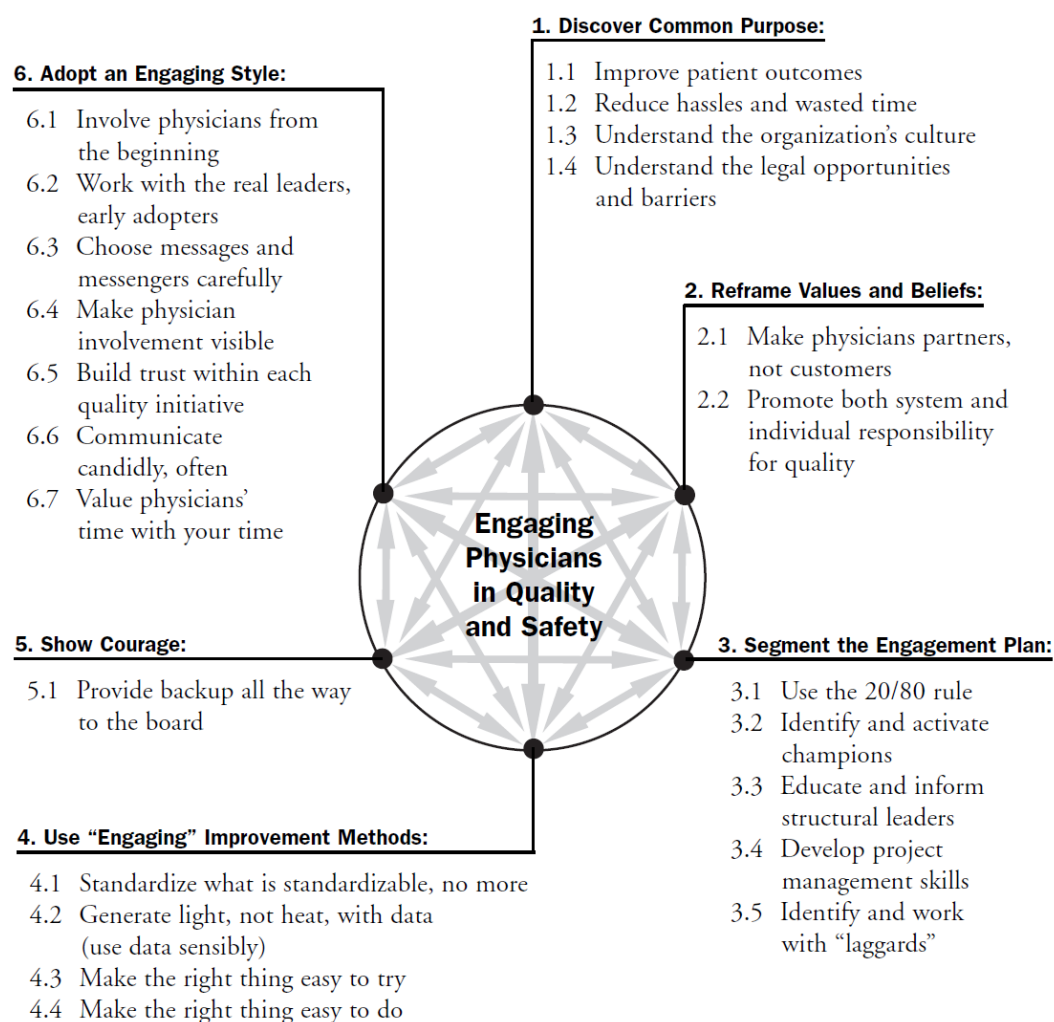 1. Discover Common Purpose:
1.1 Improve patient outcomes
1.2 Reduce hassles and wasted time
1.3 Understand the organization’s culture
1.4 Understand the legal opportunities
and barriers
2. Reframe Values and Beliefs:
2.1 Make physicians partners,
not customers
2.2 Promote both system and
individual responsibility
for quality
3. Segment the Engagement Plan:
3.1 Use the 20/80 rule
3.2 Identify and activate
champions
3.3 Educate and inform
structural leaders
3.4 Develop project
management skills
3.5 Identify and work
with “laggards”
4. Use “Engaging” Improvement Methods:
4.1 Standardize what is standardizable, no more
4.2 Generate light, not heat, with data
(use data sensibly)
4.3 Make the right thing easy to try
4.4 Make the right thing easy to do
5. Show Courage:
5.1 Provide backup all the way
to the board
6. Adopt an Engaging Style:
6.1 Involve physicians from
the beginning
6.2 Work with the real leaders,
early adopters
6.3 Choose messages and
messengers carefully
6.4 Make physician
involvement visible
6.5 Build trust within each
quality initiative
6.6 Communicate
candidly, often
6.7 Value physicians’
time with your time
Engaging
Physicians
in Quality
and Safety